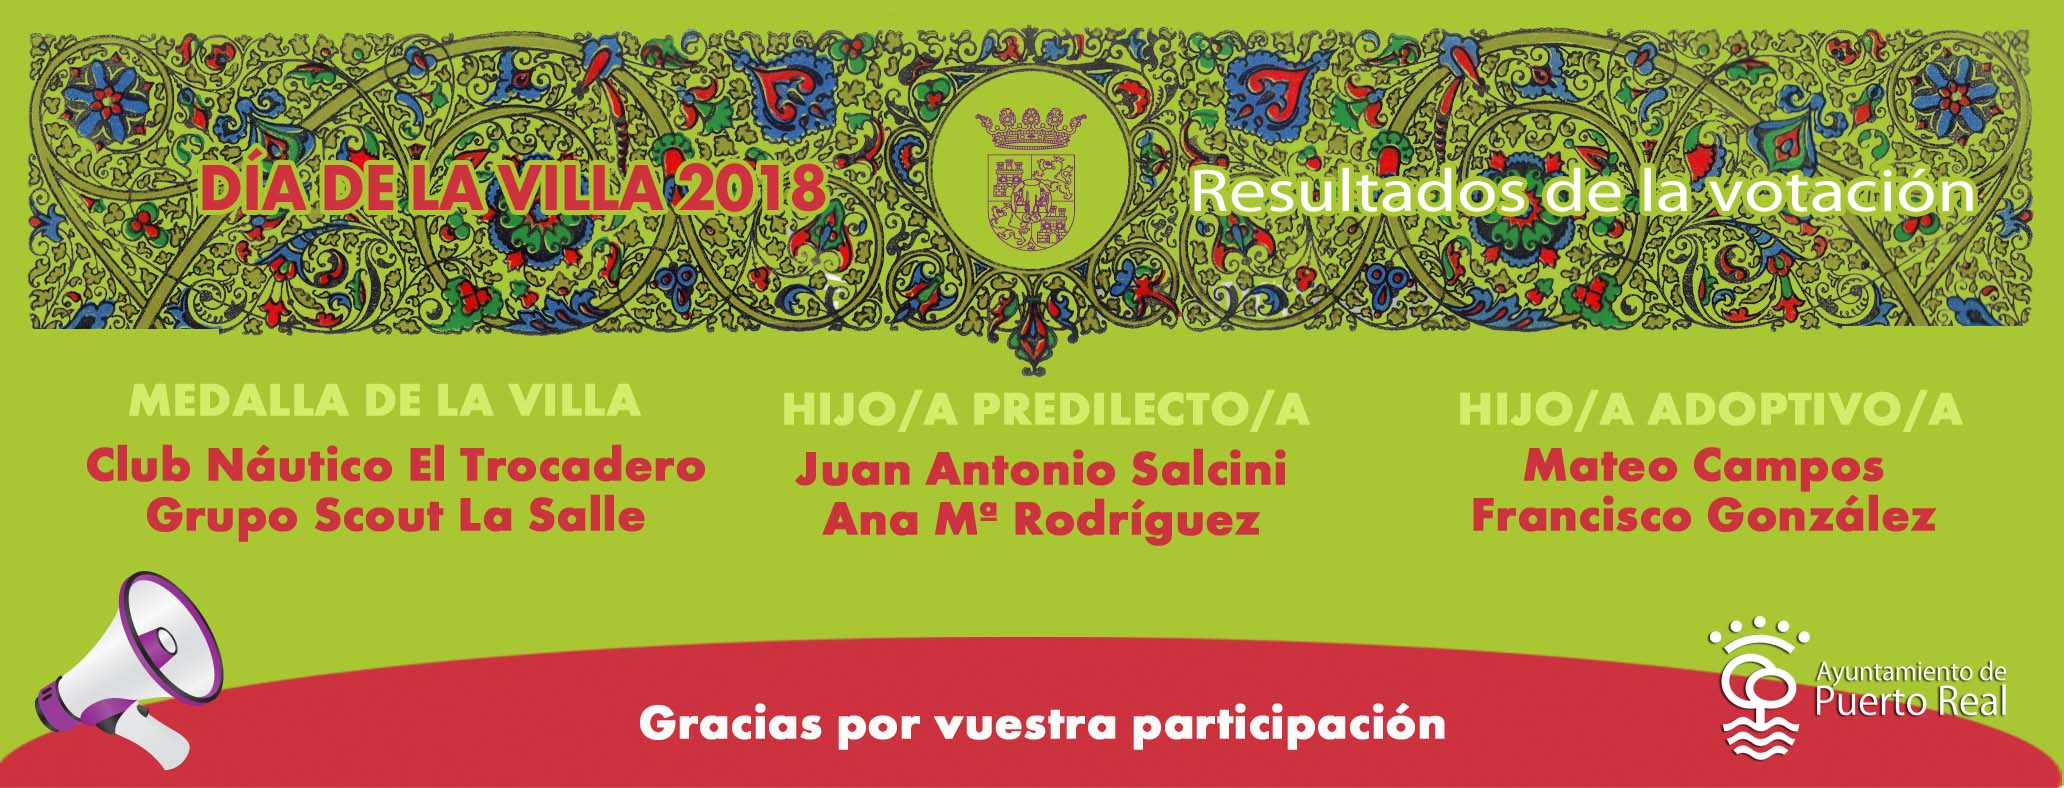 DÍA DE LA VILLA 2018
Resultados de la votación
MEDALLA DE LA VILLA
Club Náutico El Trocadero
Grupo Scout La Salle
HIJO/A PREDILECTO/A
Juan Antonio Salcini
Ana Mª Rodríguez
HIJO/A ADOPTIVO/A
Mateo Campos
Francisco González
Gracias por vuestra participación
Ayuntamiento de
Puerto Real